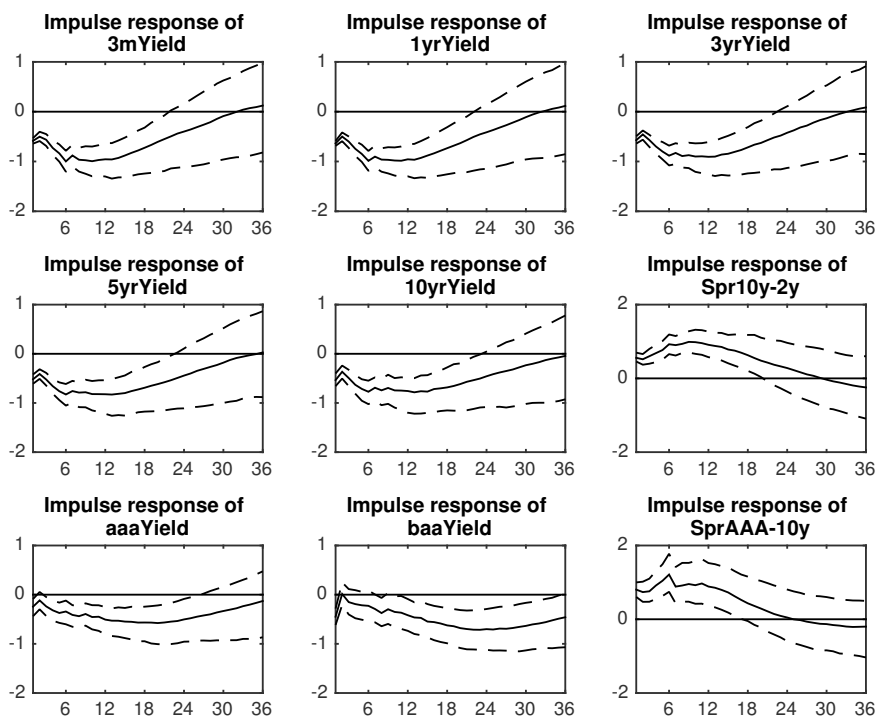 Impulse response of
3mYield
Impulse response of
1yrYield
Impulse response of
3yrYield
1
0
-1
-2
6 12 18 24 30 36
1
0
-1
-2
6 12 18 24 30 36
1
0
-1
-2
6 12 18 24 30 36
Impulse response of
5yrYield
Impulse response of
10yrYield
Impulse response of
Spr10y-2y
1
0
-1
-2
6 12 18 24 30 36
1
0
-1
-2
6 12 18 24 30 36
2
0
-2
6 12 18 24 30 36
Impulse response of
aaaYield
Impulse response of
baaYield
Impulse response of
SprAAA-10y
1
0
-1
-2
6 12 18 24 30 36
1
0
-1
-2
6 12 18 24 30 36
2
0
-2
6 12 18 24 30 36